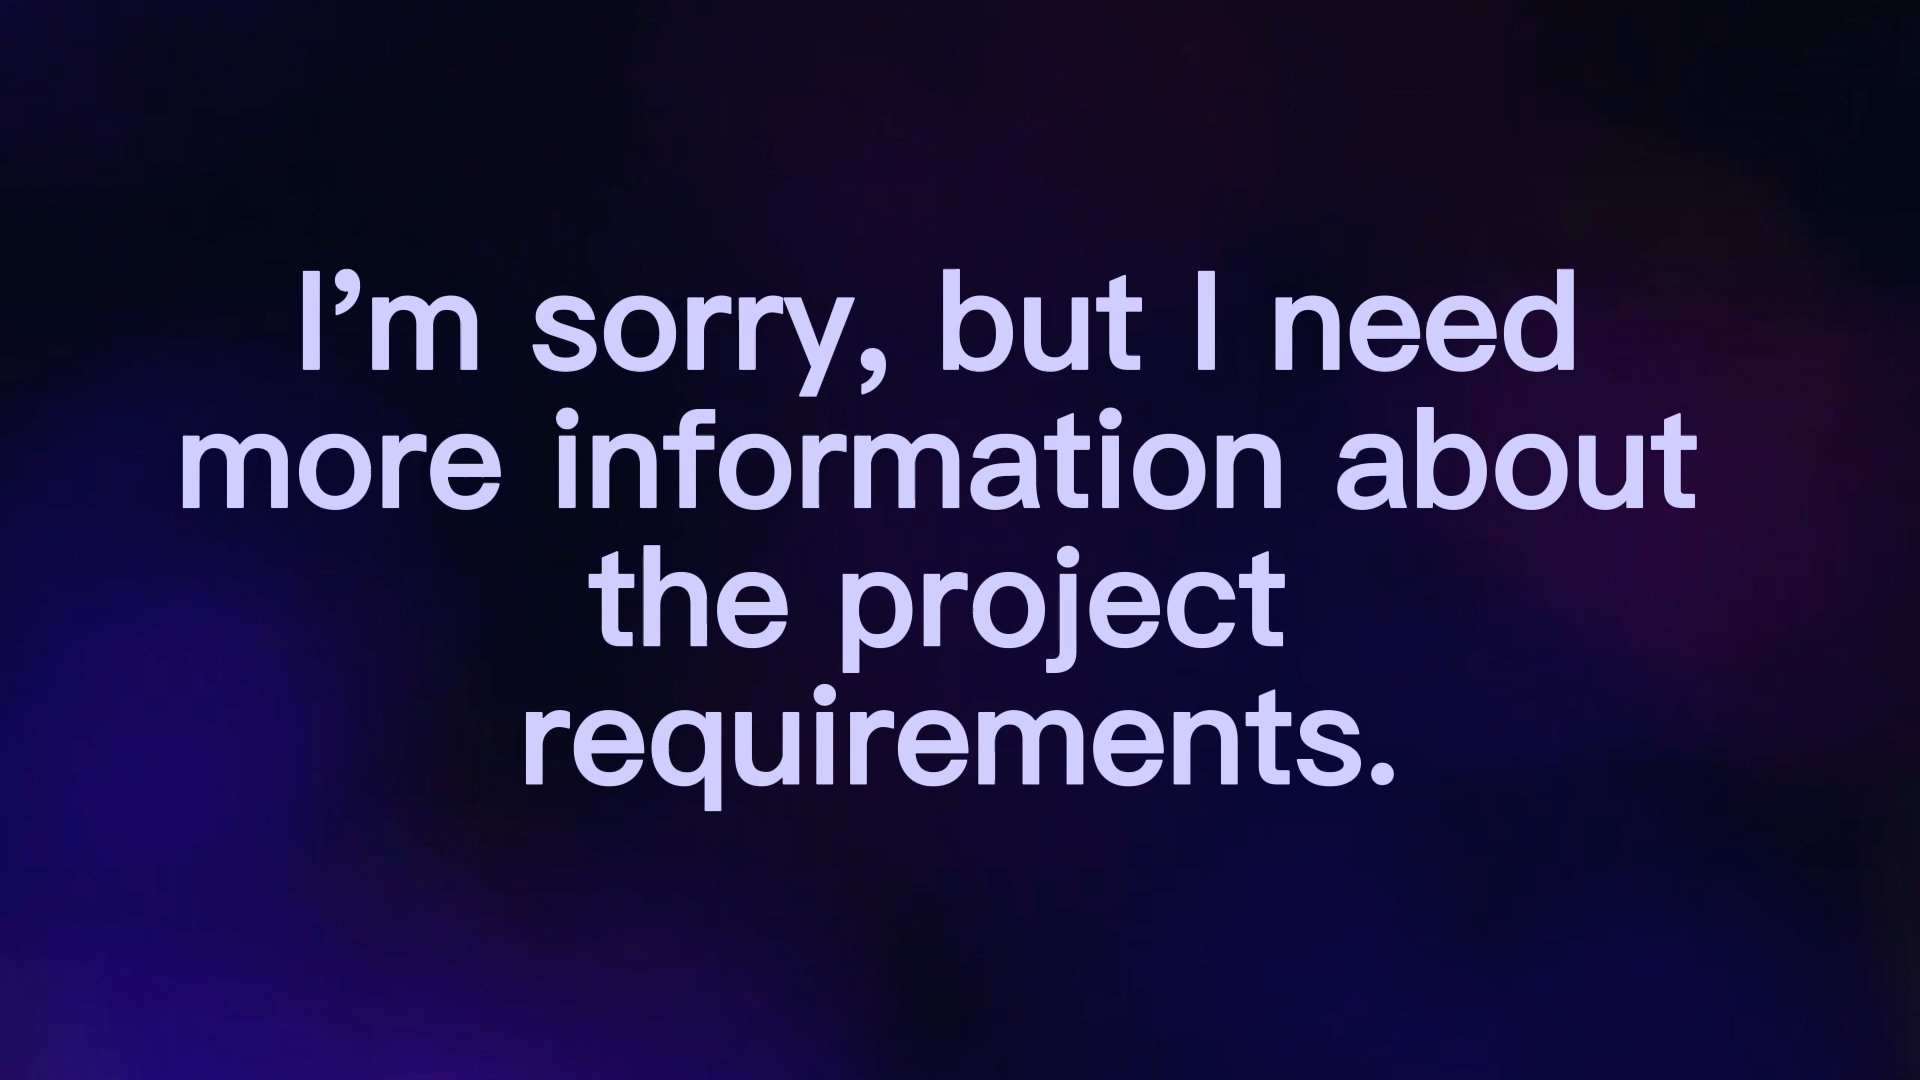 I’m sorry, but I need
more information about
the project
requirements.